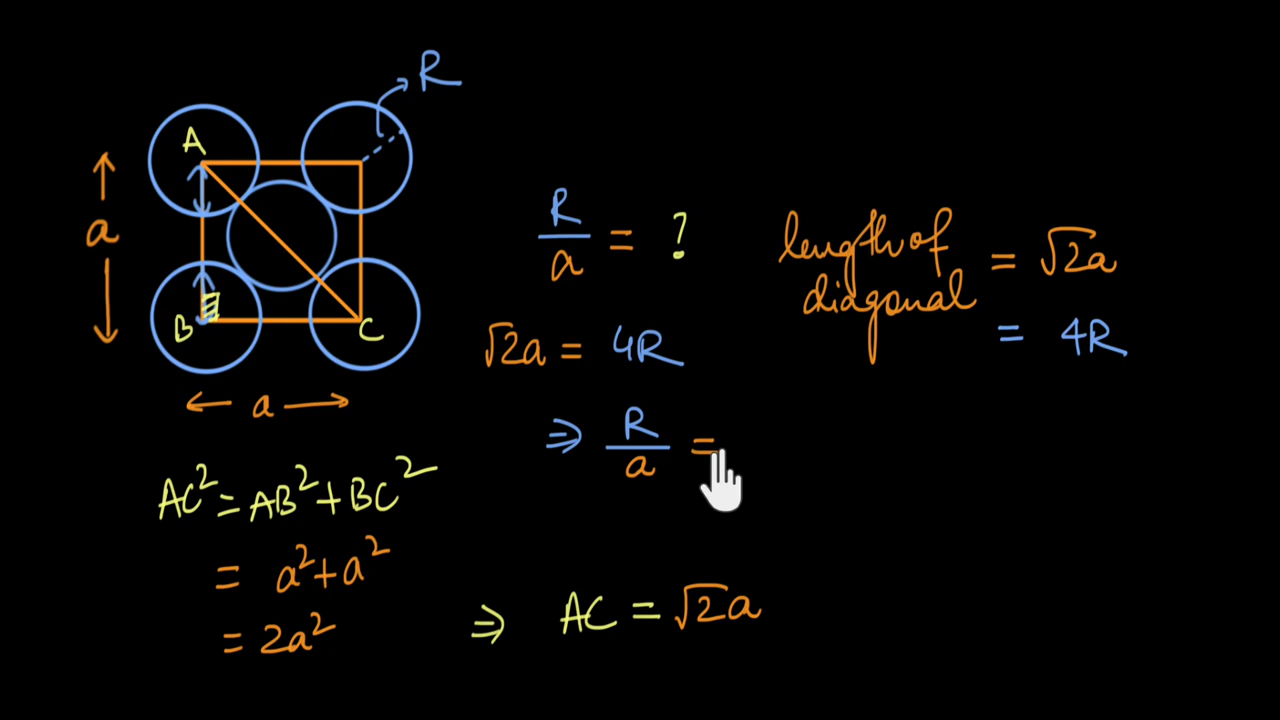 R
A
a
B
C
a
R/a = ?
√2a = 4R
⇒ R/a =
length of diagonal = √2a
= 4R
AC² = AB² + BC²
= a² + a²
= 2a² ⇒ AC = √2a